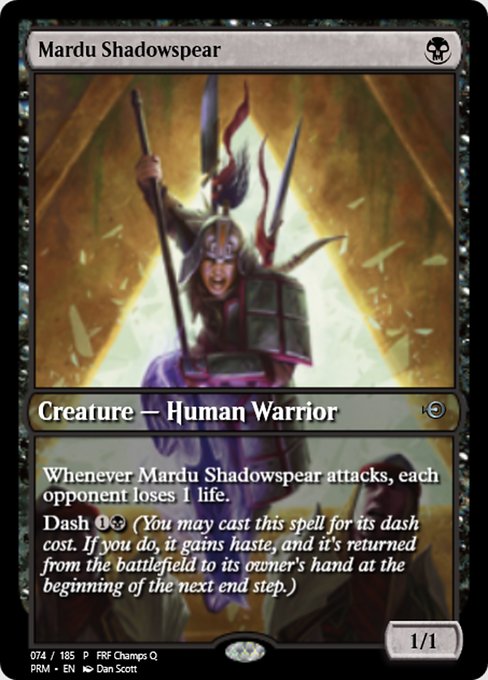 Mardu Shadowspear
Creature — Human Warrior
Whenever Mardu Shadowspear attacks, each
opponent loses 1 life.
Dash 1 (You may cast this spell for its dash
cost. If you do, it gains haste, and it's returned
from the battlefield to its owner's hand at the
beginning of the next end step.)
1/1
074 / 185 P FRF Champs Q
PRM • EN Dan Scott